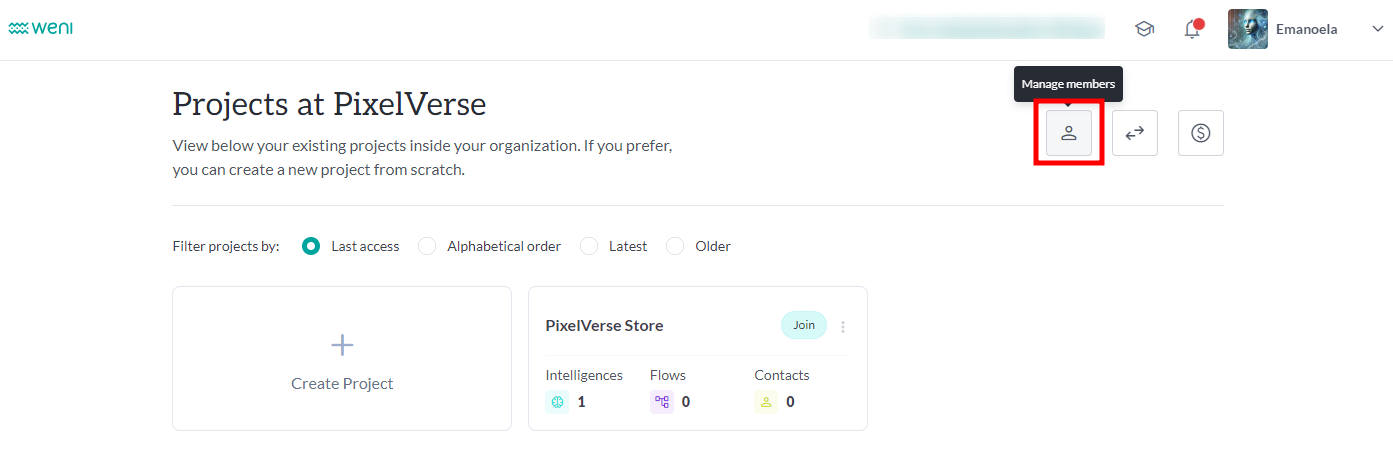 weni
Emanoela
Manage members
Projects at PixelVerse
View below your existing projects inside your organization. If you prefer,
you can create a new project from scratch.
Filter projects by: Last access Alphabetical order Latest Older
PixelVerse Store Join
Intelligences Flows Contacts
1 0 0
Create Project